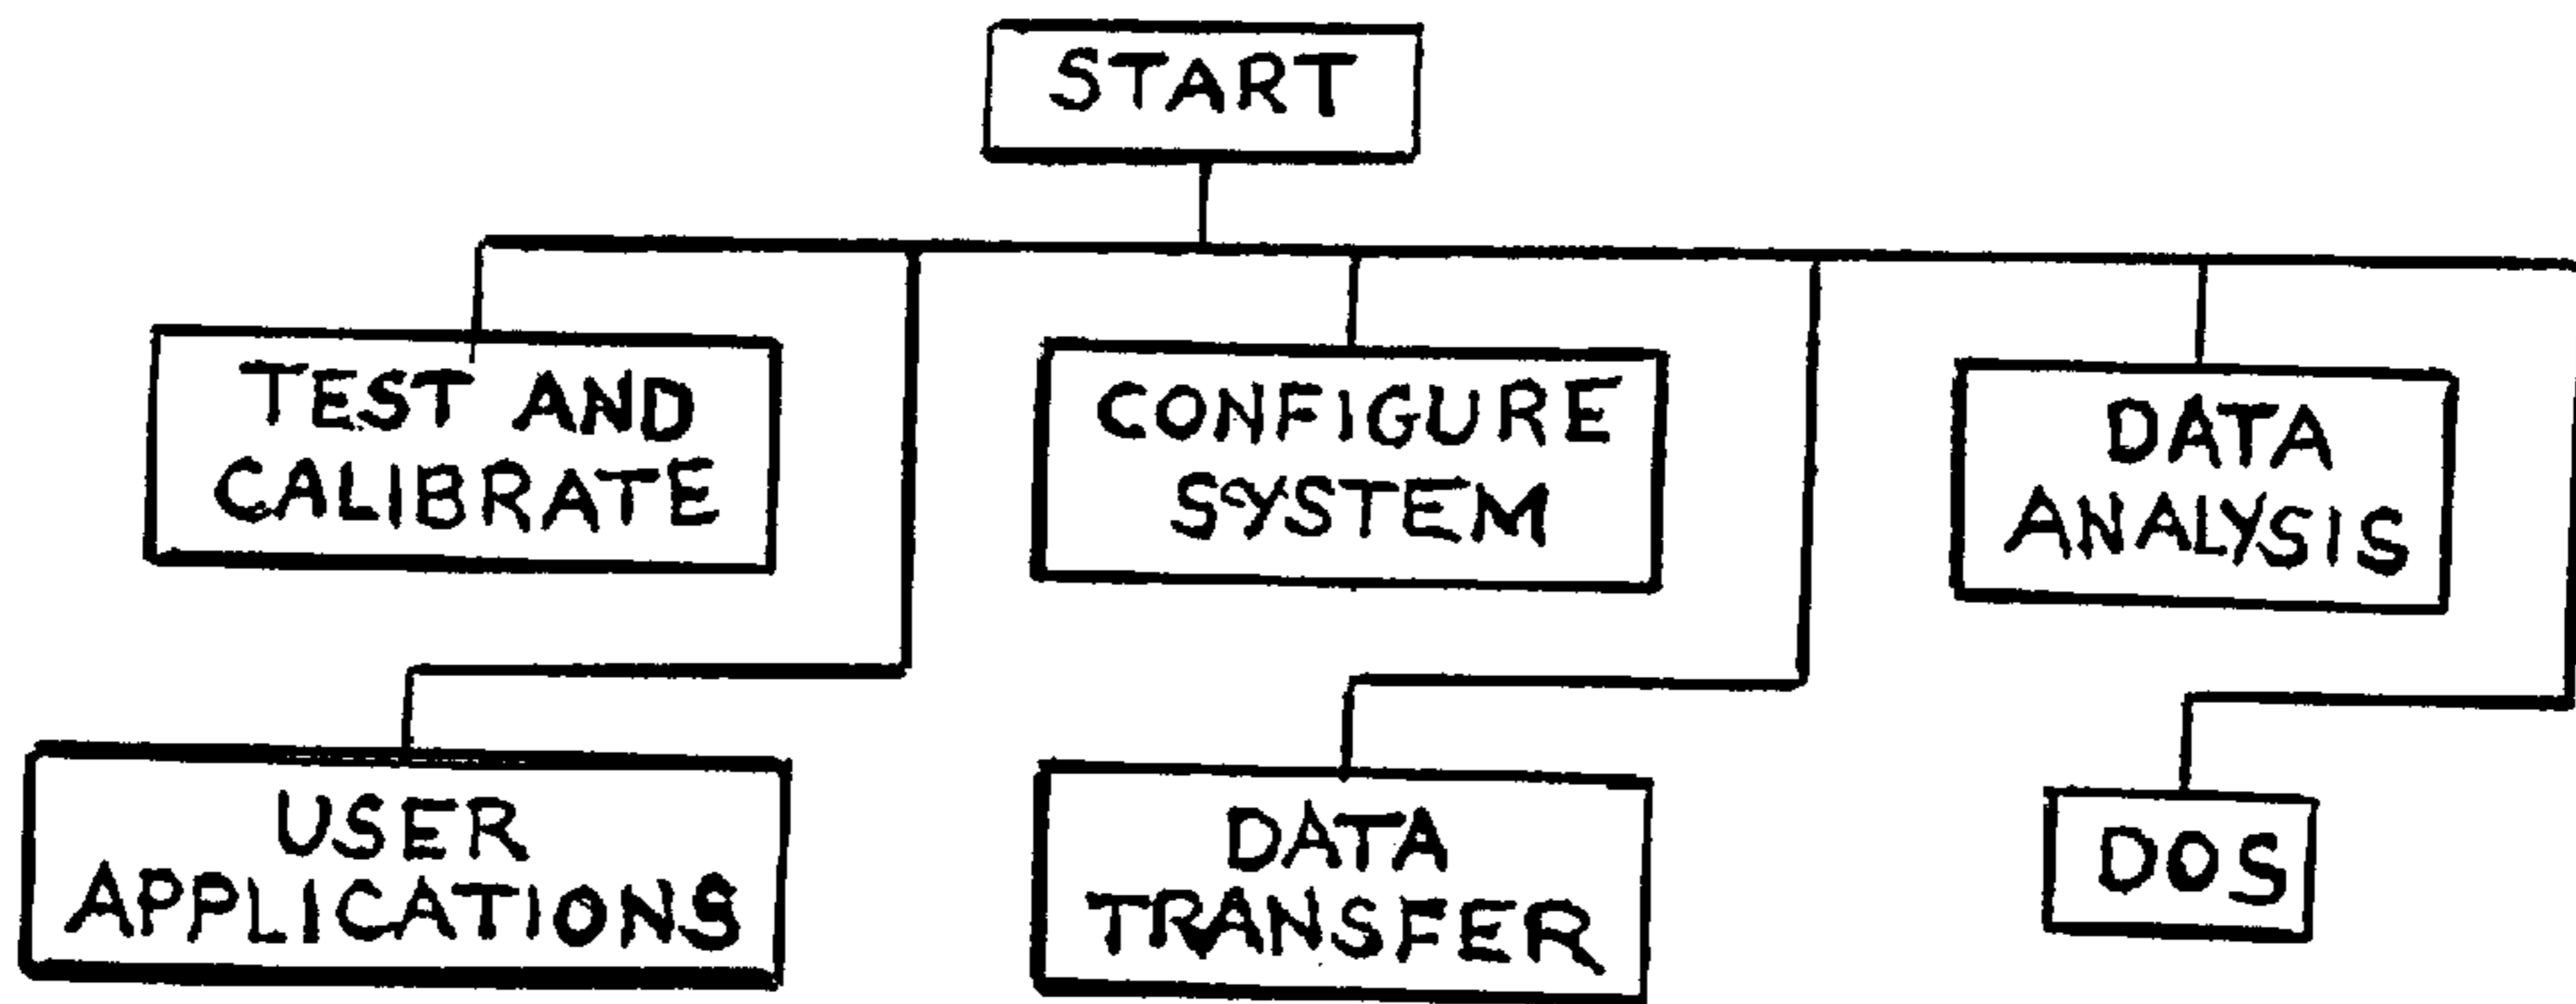 START
TEST AND
CALIBRATE
CONFIGURE
SYSTEM
DATA
ANALYSIS
USER
APPLICATIONS
DATA
TRANSFER
DOS